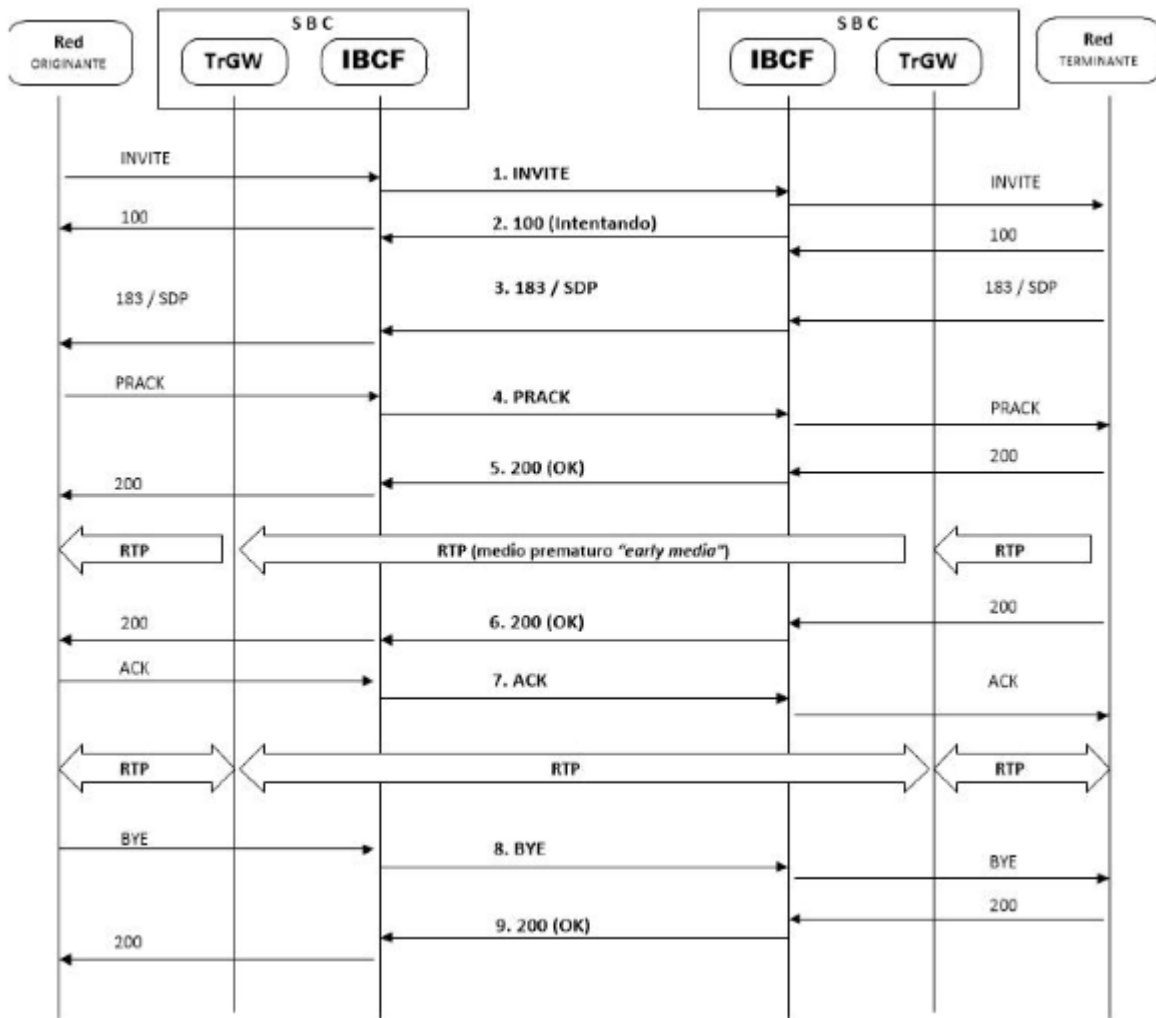 S B C
S B C
Red
ORIGINANTE
TrGW
IBCF
IBCF
TrGW
Red
TERMINANTE
INVITE
1. INVITE
INVITE
100
2. 100 (Intentando)
100
183 / SDP
3. 183 / SDP
183 / SDP
PRACK
4. PRACK
PRACK
200
5. 200 (OK)
200
RTP
RTP (medio prematuro "early media")
RTP
200
6. 200 (OK)
200
ACK
7. ACK
ACK
RTP
RTP
RTP
BYE
8. BYE
BYE
200
9. 200 (OK)
200